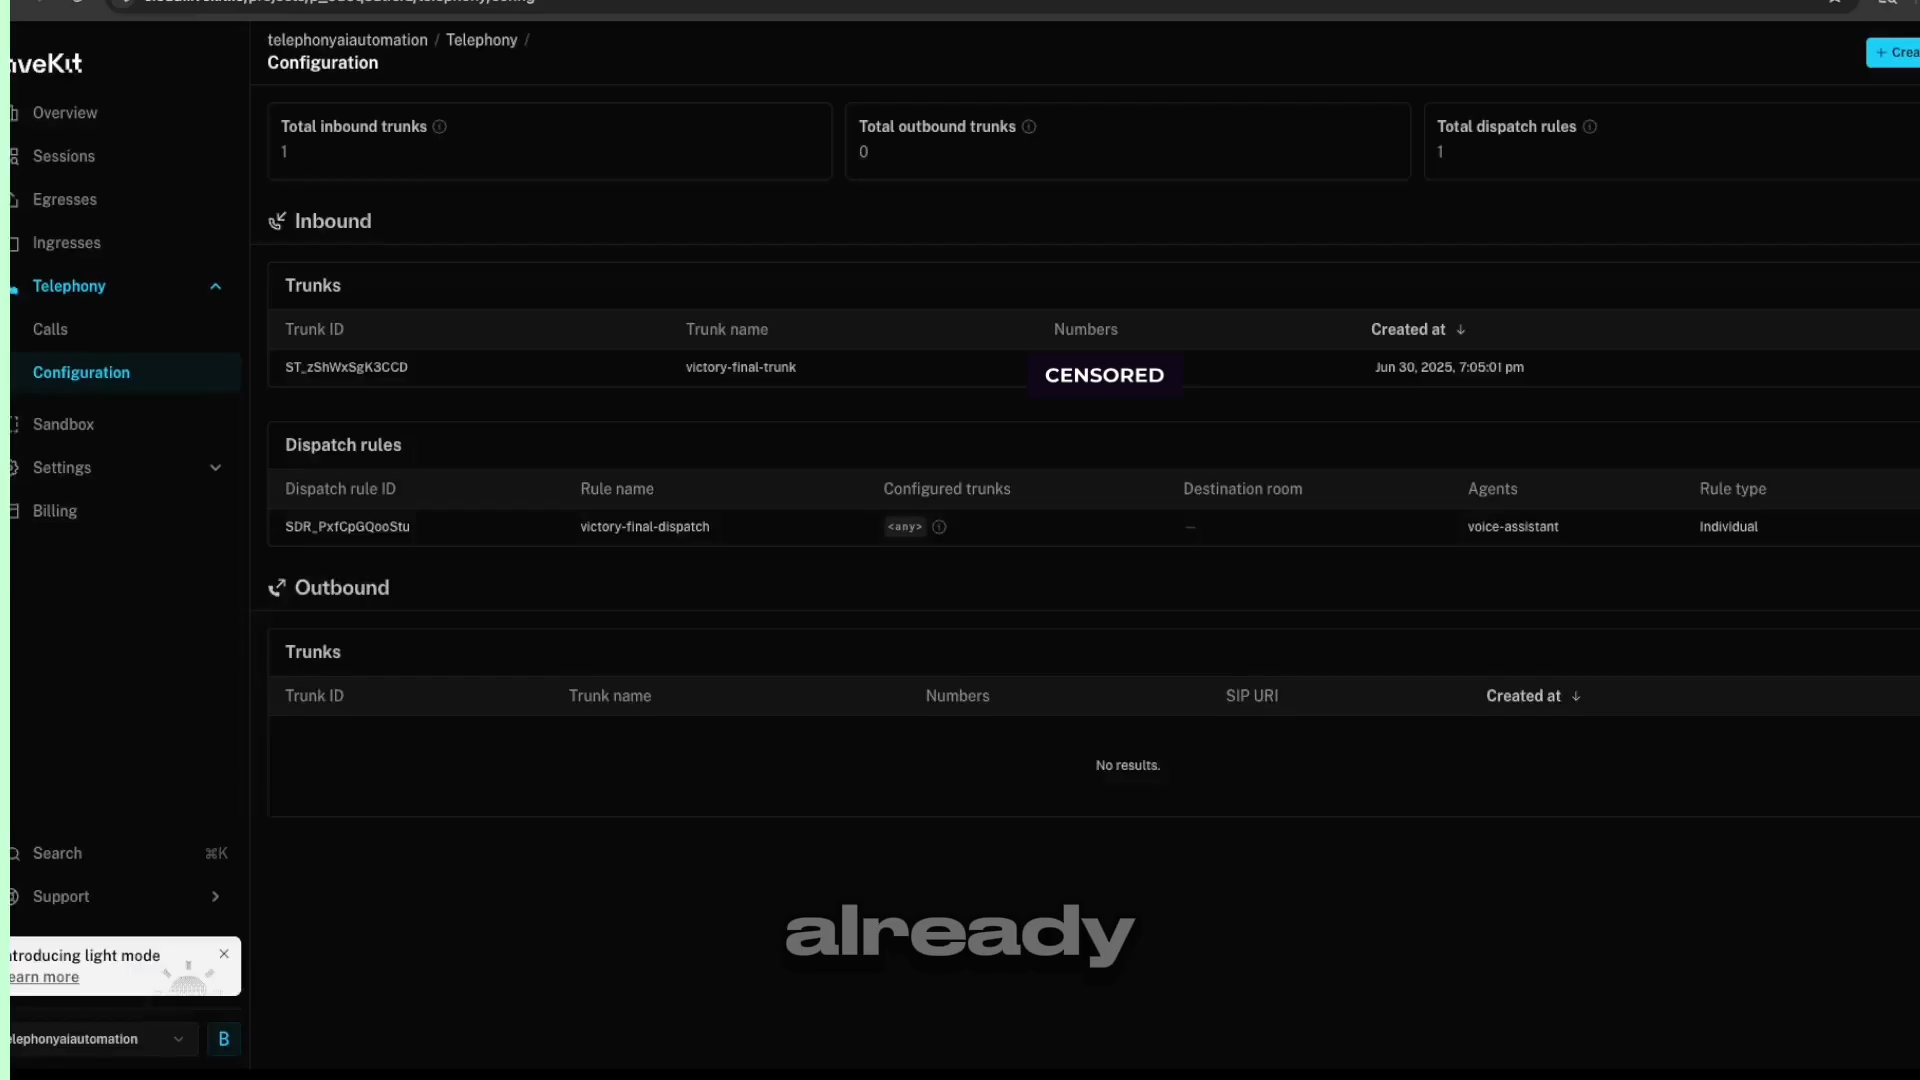 telephonyaiautomation / Telephony /
Configuration
+ Crea
iveKit
Overview
Sessions
Egresses
Ingresses
Telephony
Calls
Configuration
Sandbox
Settings
Billing
Total inbound trunks
1
Total outbound trunks
0
Total dispatch rules
1
Inbound
Trunks
Trunk ID Trunk name Numbers Created at ↓
ST_zShWxSgK3CCD victory-final-trunk CENSORED Jun 30, 2025, 7:05:01 pm
Dispatch rules
Dispatch rule ID Rule name Configured trunks Destination room Agents Rule type
SDR_PxfCpGQooStu victory-final-dispatch <any> — voice-assistant Individual
Outbound
Trunks
Trunk ID Trunk name Numbers SIP URI Created at ↓
No results.
Search ⌘K
Support
ntroducing light mode
earn more
elephonyaiautomation B
already